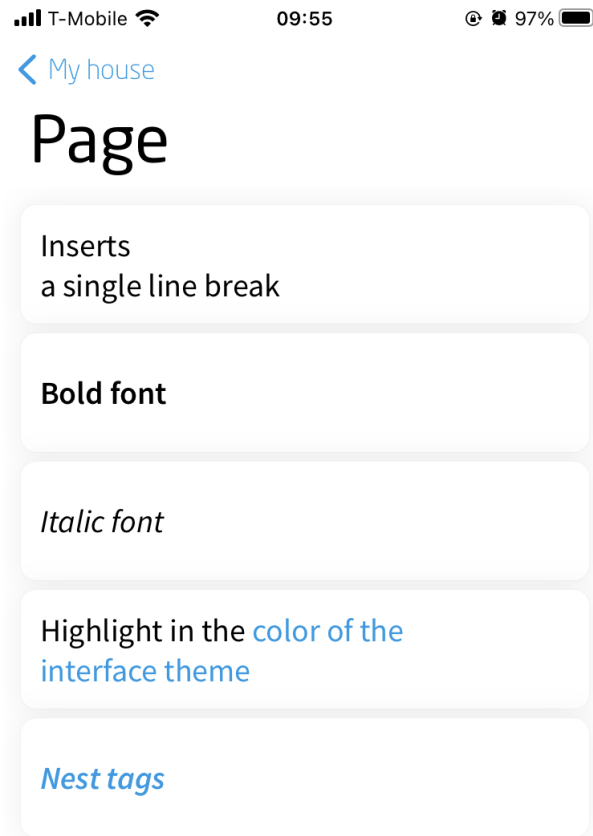 T-Mobile 09:55 97%
My house
Page
Inserts
a single line break
Bold font
Italic font
Highlight in the color of the
interface theme
Nest tags